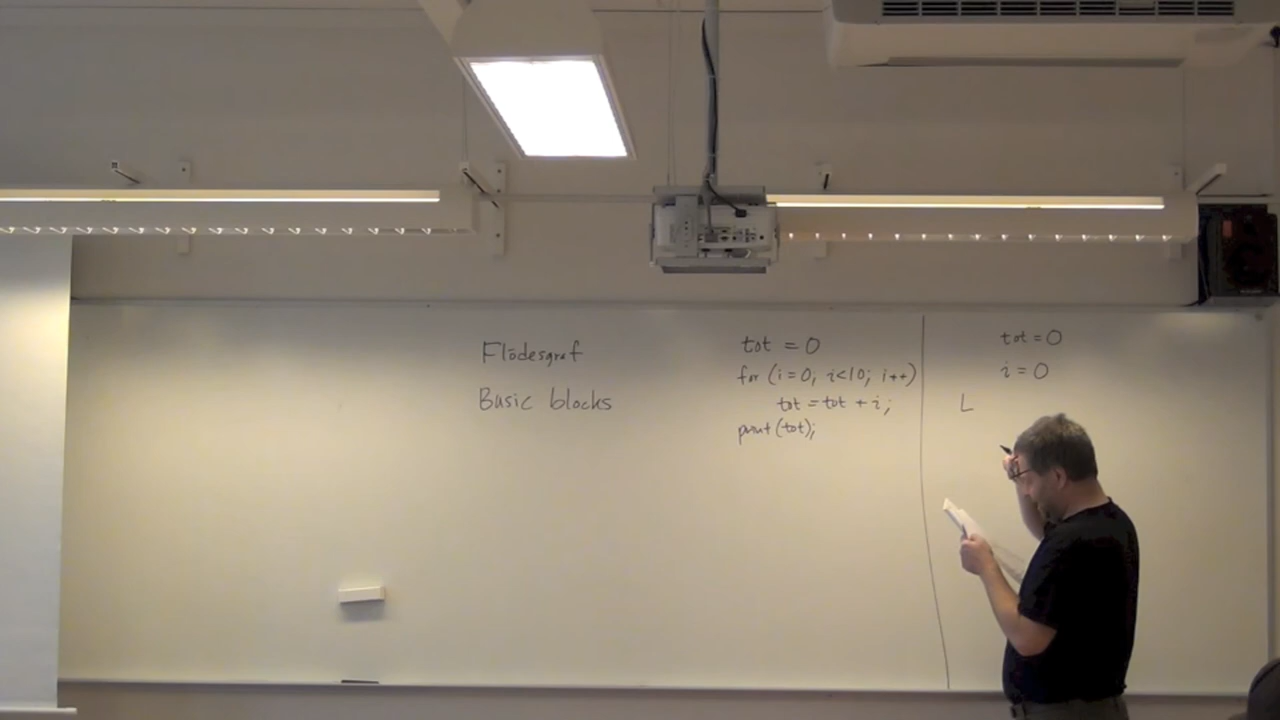 Flödesgraf
Basic blocks
tot = 0
for (i=0; i<10; i++)
tot = tot + i;
print(tot);
tot = 0
i = 0
L